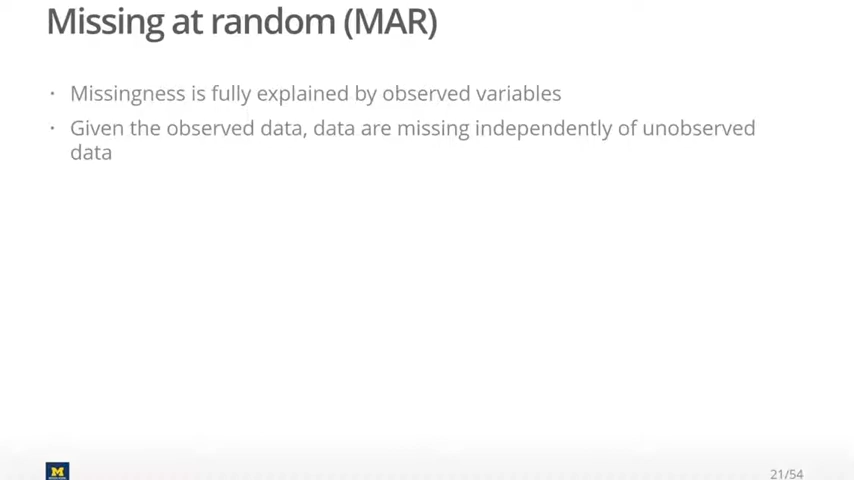 Missing at random (MAR)
· Missingness is fully explained by observed variables
· Given the observed data, data are missing independently of unobserved
data
M
21/54